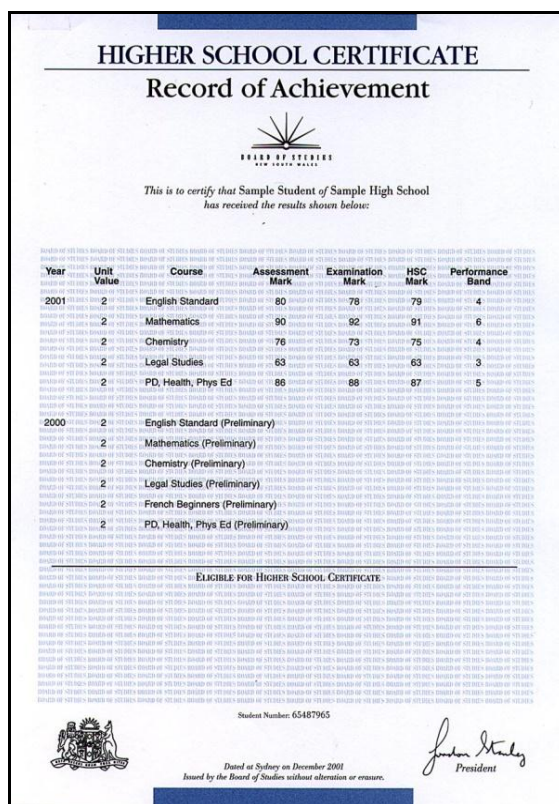 HIGHER SCHOOL CERTIFICATE
Record of Achievement
BOARD OF STUDIES
NEW SOUTH WALES
This is to certify that Sample Student of Sample High School
has received the results shown below:
Year Unit Value Course Assessment Mark Examination Mark HSC Mark Performance Band
2001 2 English Standard 80 78 79 4
2 Mathematics 90 92 91 6
2 Chemistry 76 73 75 4
2 Legal Studies 63 63 63 3
2 PD, Health, Phys Ed 86 88 87 5
2000 2 English Standard (Preliminary)
2 Mathematics (Preliminary)
2 Chemistry (Preliminary)
2 Legal Studies (Preliminary)
2 French Beginners (Preliminary)
2 PD, Health, Phys Ed (Preliminary)
ELIGIBLE FOR HIGHER SCHOOL CERTIFICATE
Student Number: 65487965
Gordon Stanley
President
Dated at Sydney on December 2001
Issued by the Board of Studies without alteration or erasure.